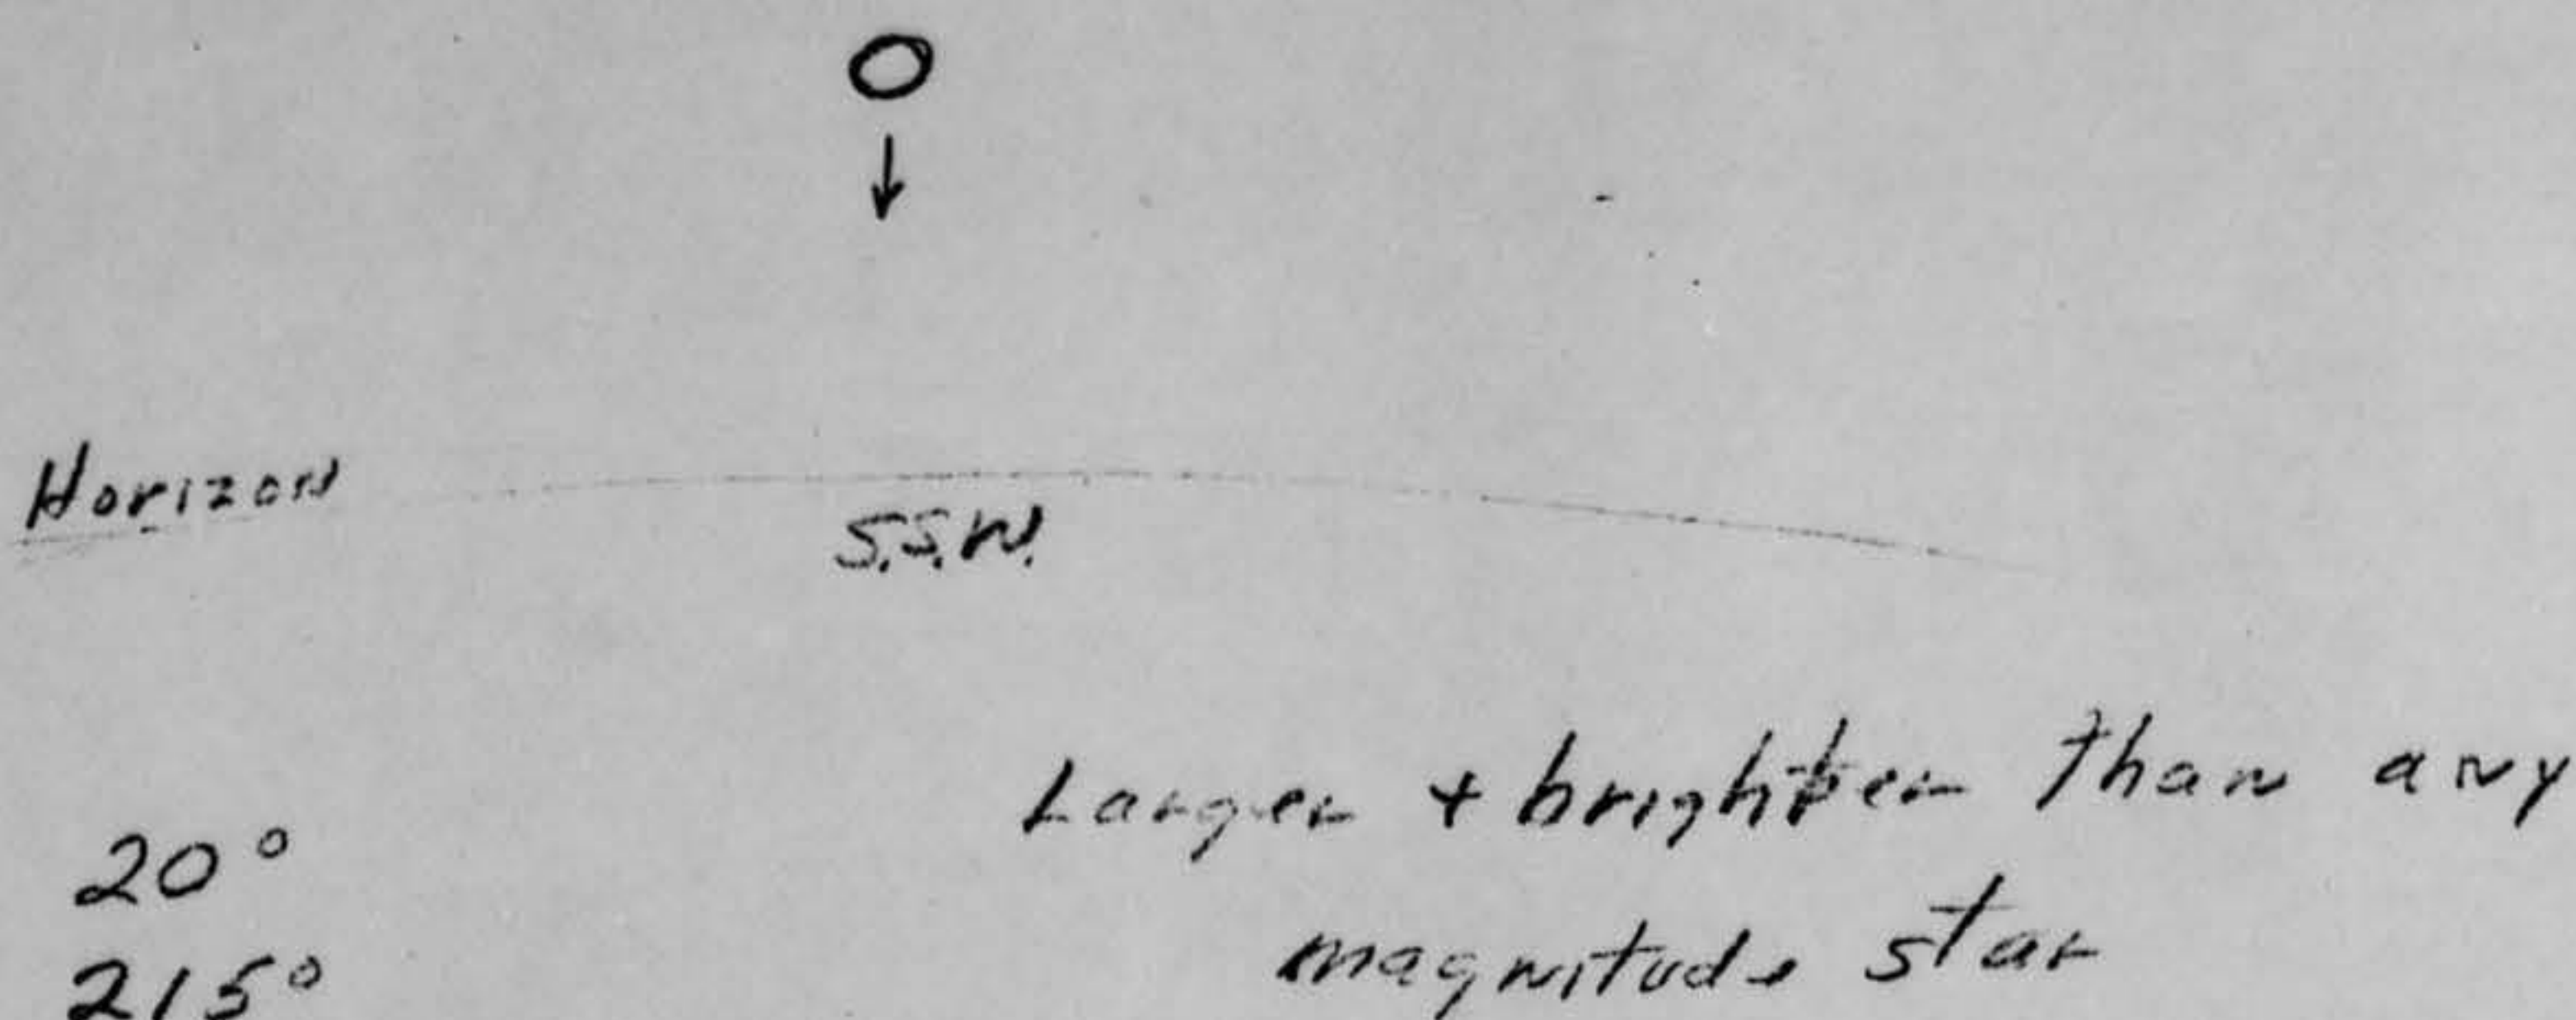 Horizon
S.S.W.
Larger + brighter than any
magnitude star
20°
215°